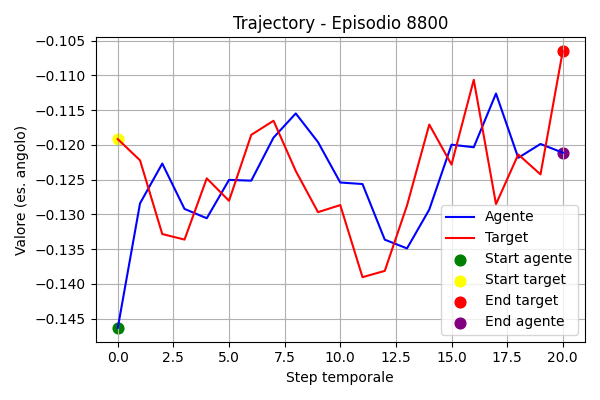 Trajectory - Episodio 8800
Valore (es. angolo)
−0.105
−0.110
−0.115
−0.120
−0.125
−0.130
−0.135
−0.140
−0.145
Agente
Target
Start agente
Start target
End target
End agente
0.0 2.5 5.0 7.5 10.0 12.5 15.0 17.5 20.0
Step temporale